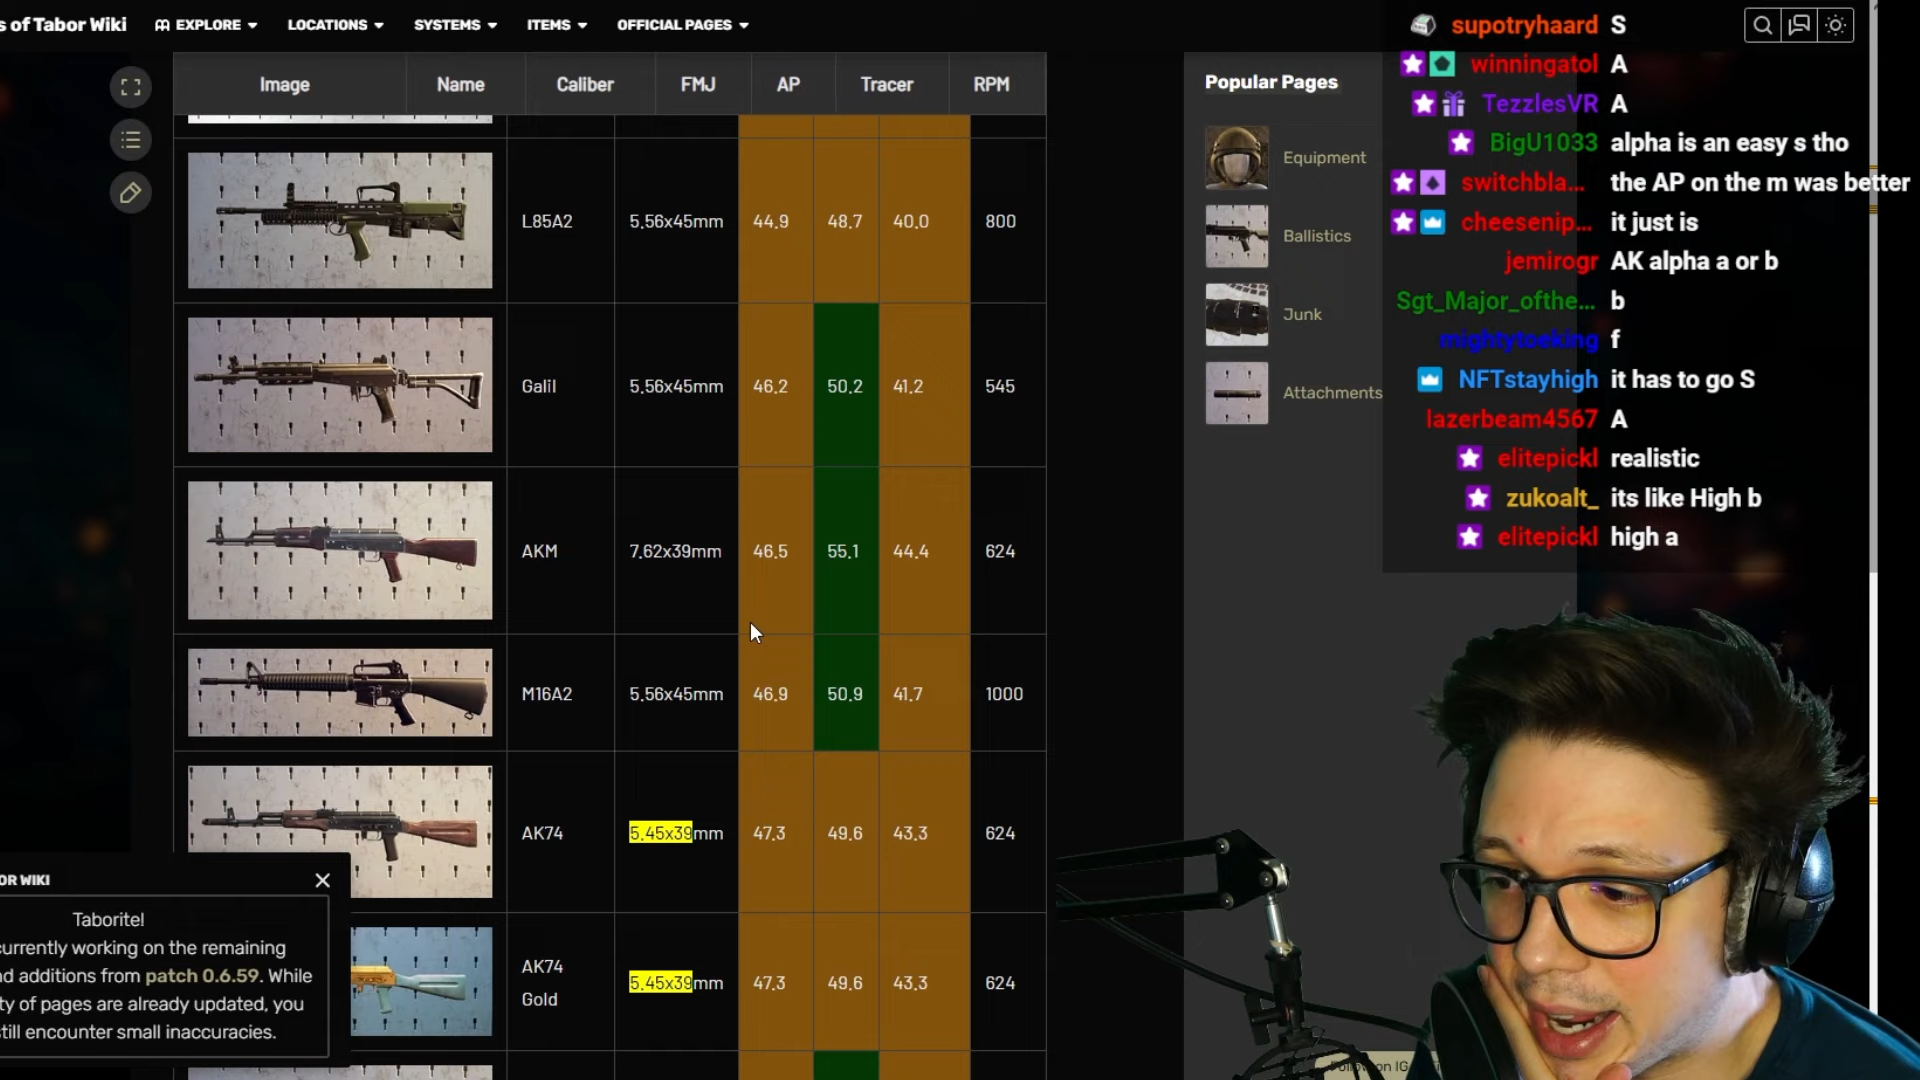 s of Tabor Wiki
EXPLORE
LOCATIONS
SYSTEMS
ITEMS
OFFICIAL PAGES
Image Name Caliber FMJ AP Tracer RPM
L85A2 5,56x45mm 44,9 48,7 40,0 800
Galil 5,56x45mm 46,2 50,2 41,2 545
AKM 7,62x39mm 46,5 55,1 44,4 624
M16A2 5,56x45mm 46,9 50,9 41,7 1000
AK74 5,45x39mm 47,3 49,6 43,3 624
AK74
Gold 5,45x39mm 47,3 49,6 43,3 624
OR WIKI
Taborite!
currently working on the remaining
nd additions from patch 0.6.59. While
ty of pages are already updated, you
still encounter small inaccuracies.
Popular Pages
Equipment
Ballistics
Junk
Attachments
supotryhaard S
winningatol A
TezzlesVR A
BigU1033 alpha is an easy s tho
switchbla... the AP on the m was better
cheesenip... it just is
jemirogr AK alpha a or b
Sgt_Major_ofthe... b
mightytoeking f
NFTstayhigh it has to go S
lazerbeam4567 A
elitepickl realistic
zukoalt_ its like High b
elitepickl high a